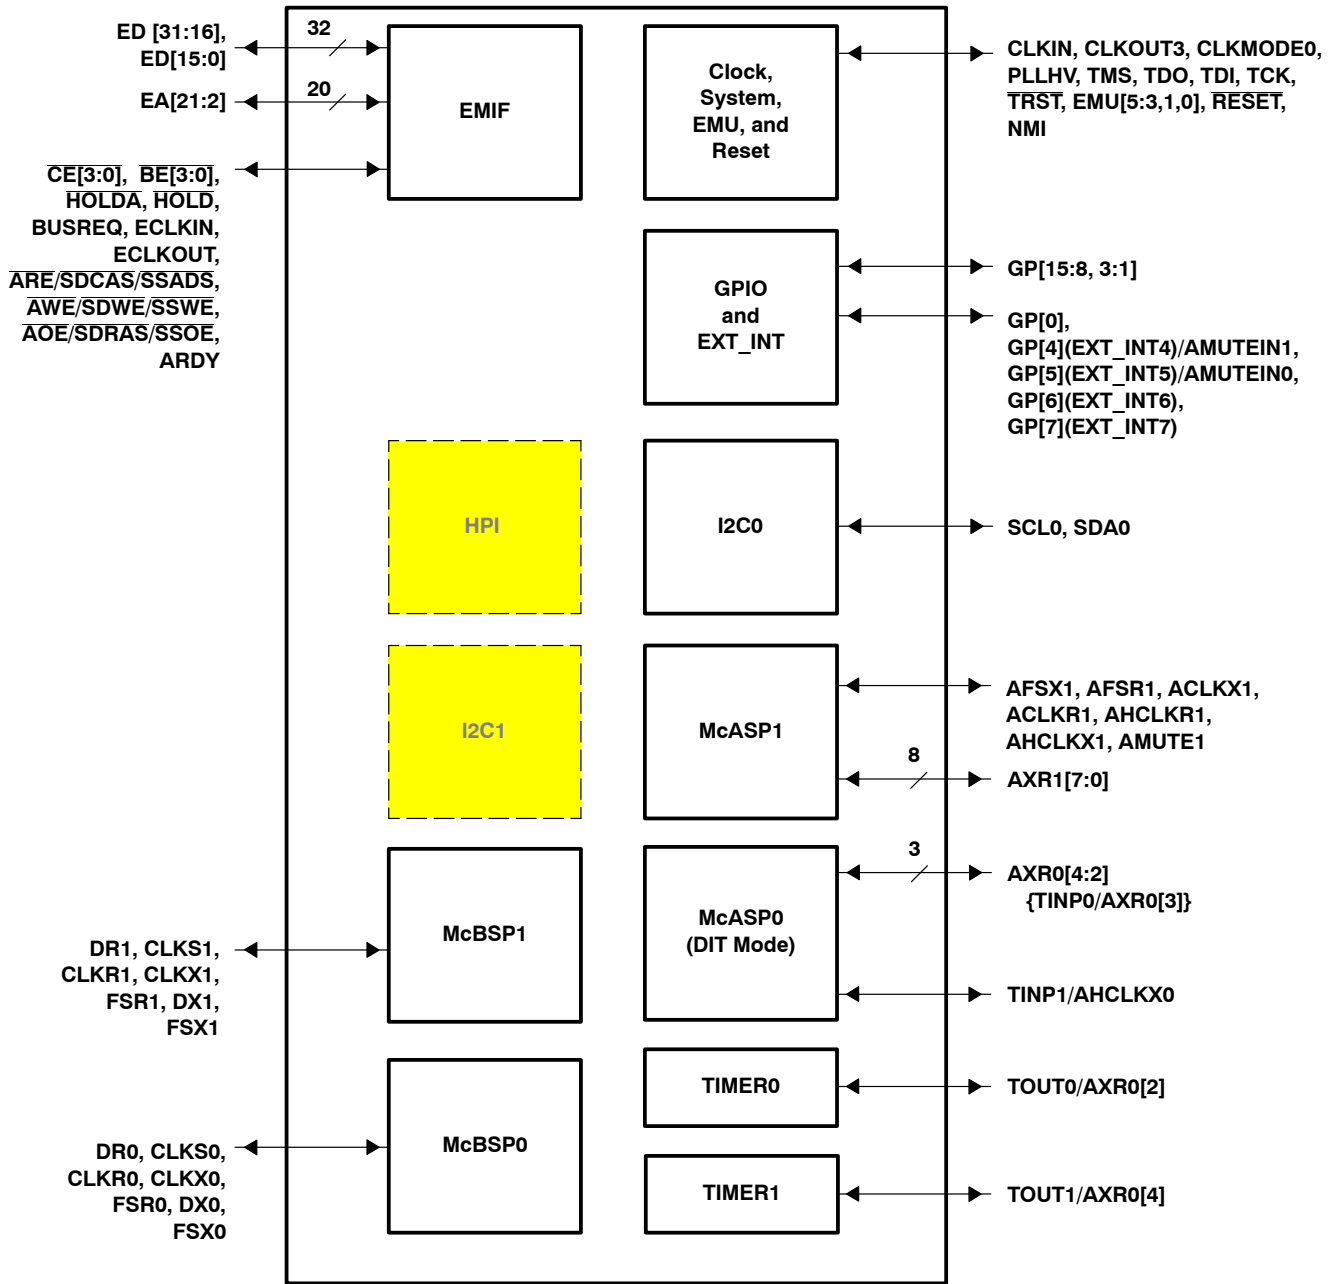 ED [31:16],
ED[15:0]
32
EA[21:2]
20
EMIF
CE[3:0], BE[3:0],
HOLDA, HOLD,
BUSREQ, ECLKIN,
ECLKOUT,
ARE/SDCAS/SSADS,
AWE/SDWE/SSWE,
AOE/SDRAS/SSOE,
ARDY
Clock,
System,
EMU, and
Reset
CLKIN, CLKOUT3, CLKMODE0,
PLLHV, TMS, TDO, TDI, TCK,
TRST, EMU[5:3,1,0], RESET,
NMI
GPIO
and
EXT_INT
GP[15:8, 3:1]
GP[0],
GP[4](EXT_INT4)/AMUTEIN1,
GP[5](EXT_INT5)/AMUTEIN0,
GP[6](EXT_INT6),
GP[7](EXT_INT7)
HPI
I2C0
SCL0, SDA0
I2C1
McASP1
AFSX1, AFSR1, ACLKX1,
ACLKR1, AHCLKR1,
AHCLKX1, AMUTE1
8
AXR1[7:0]
DR1, CLKS1,
CLKR1, CLKX1,
FSR1, DX1,
FSX1
McBSP1
McASP0
(DIT Mode)
3
AXR0[4:2]
{TINP0/AXR0[3]}
TINP1/AHCLKX0
DR0, CLKS0,
CLKR0, CLKX0,
FSR0, DX0,
FSX0
McBSP0
TIMER0
TOUT0/AXR0[2]
TIMER1
TOUT1/AXR0[4]